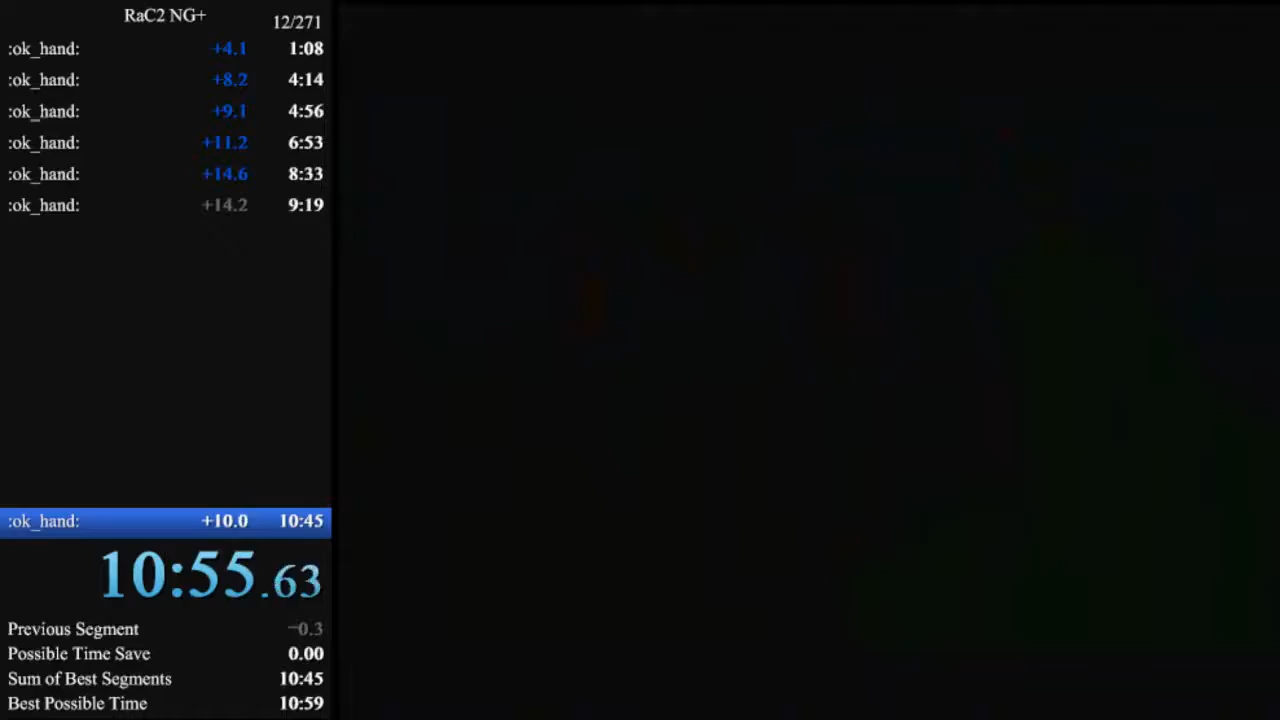 RaC2 NG+
12/271
:ok_hand: +4.1 1:08
:ok_hand: +8.2 4:14
:ok_hand: +9.1 4:56
:ok_hand: +11.2 6:53
:ok_hand: +14.6 8:33
:ok_hand: +14.2 9:19
:ok_hand: +10.0 10:45
10:55.63
Previous Segment −0.3
Possible Time Save 0.00
Sum of Best Segments 10:45
Best Possible Time 10:59